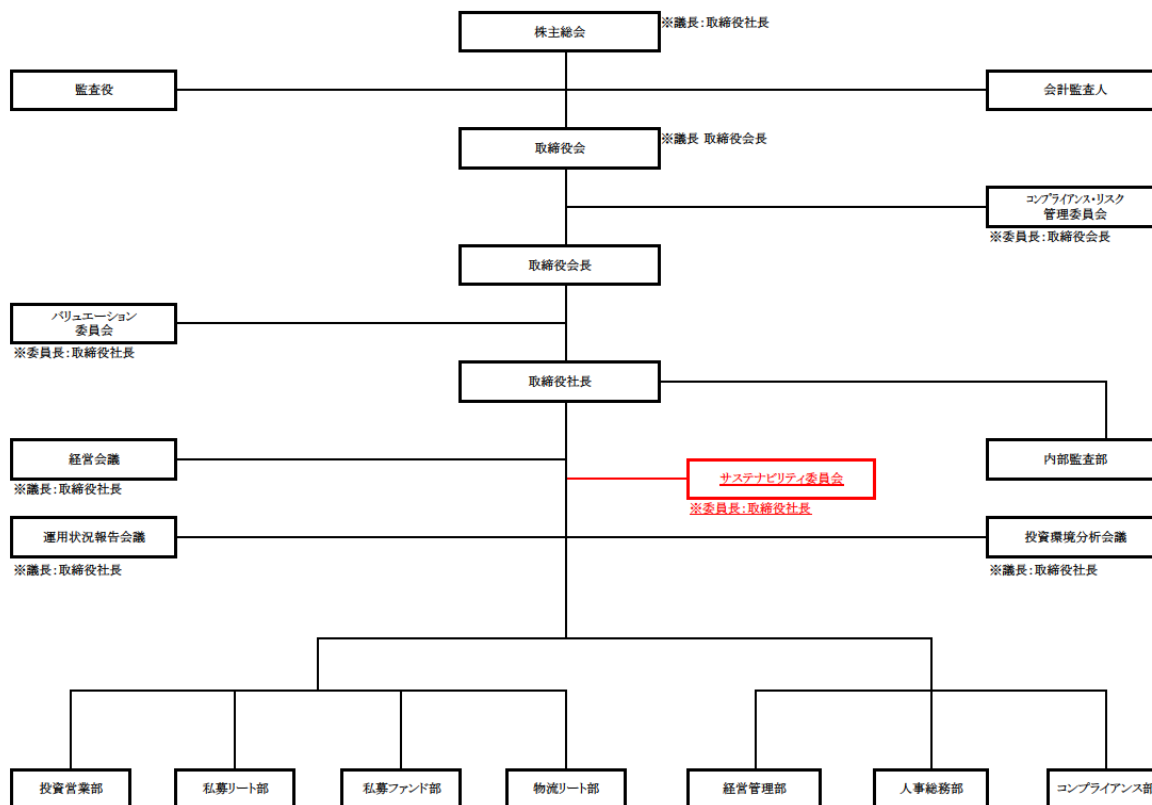 株主総会
※議長：取締役社長
監査役
会計監査人
取締役会
※議長 取締役会長
コンプライアンス・リスク
管理委員会
※委員長：取締役会長
取締役会長
バリュエーション
委員会
※委員長：取締役社長
取締役社長
経営会議
※議長：取締役社長
サステナビリティ委員会
※委員長：取締役社長
内部監査部
運用状況報告会議
※議長：取締役社長
投資環境分析会議
※議長：取締役社長
投資営業部
私募リート部
私募ファンド部
物流リート部
経営管理部
人事総務部
コンプライアンス部